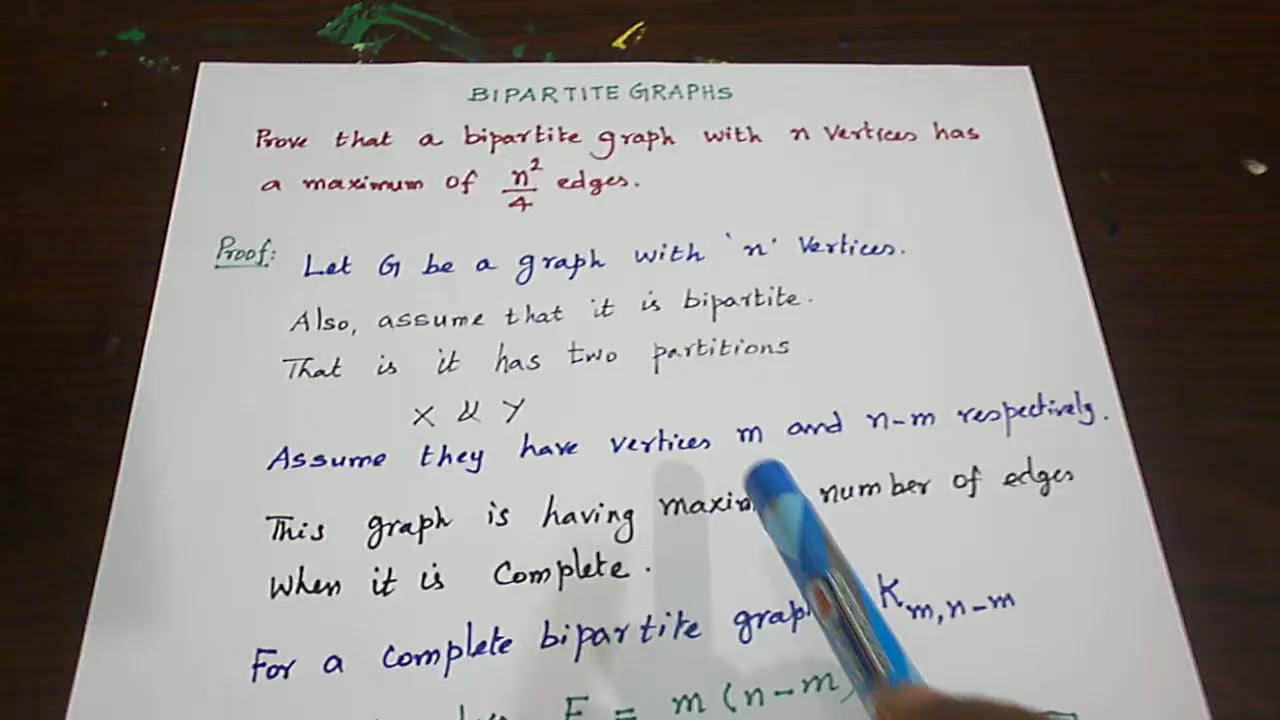 BIPARTITE GRAPHS
Prove that a bipartite graph with n vertices has
a maximum of n²/4 edges.
Proof: Let G be a graph with 'n' vertices.
Also, assume that it is bipartite.
That is it has two partitions
X & Y
Assume they have vertices m and n-m respectively.
This graph is having number of edges
When it is complete.
For a complete bipartite K m,n-m
E = m(n-m)